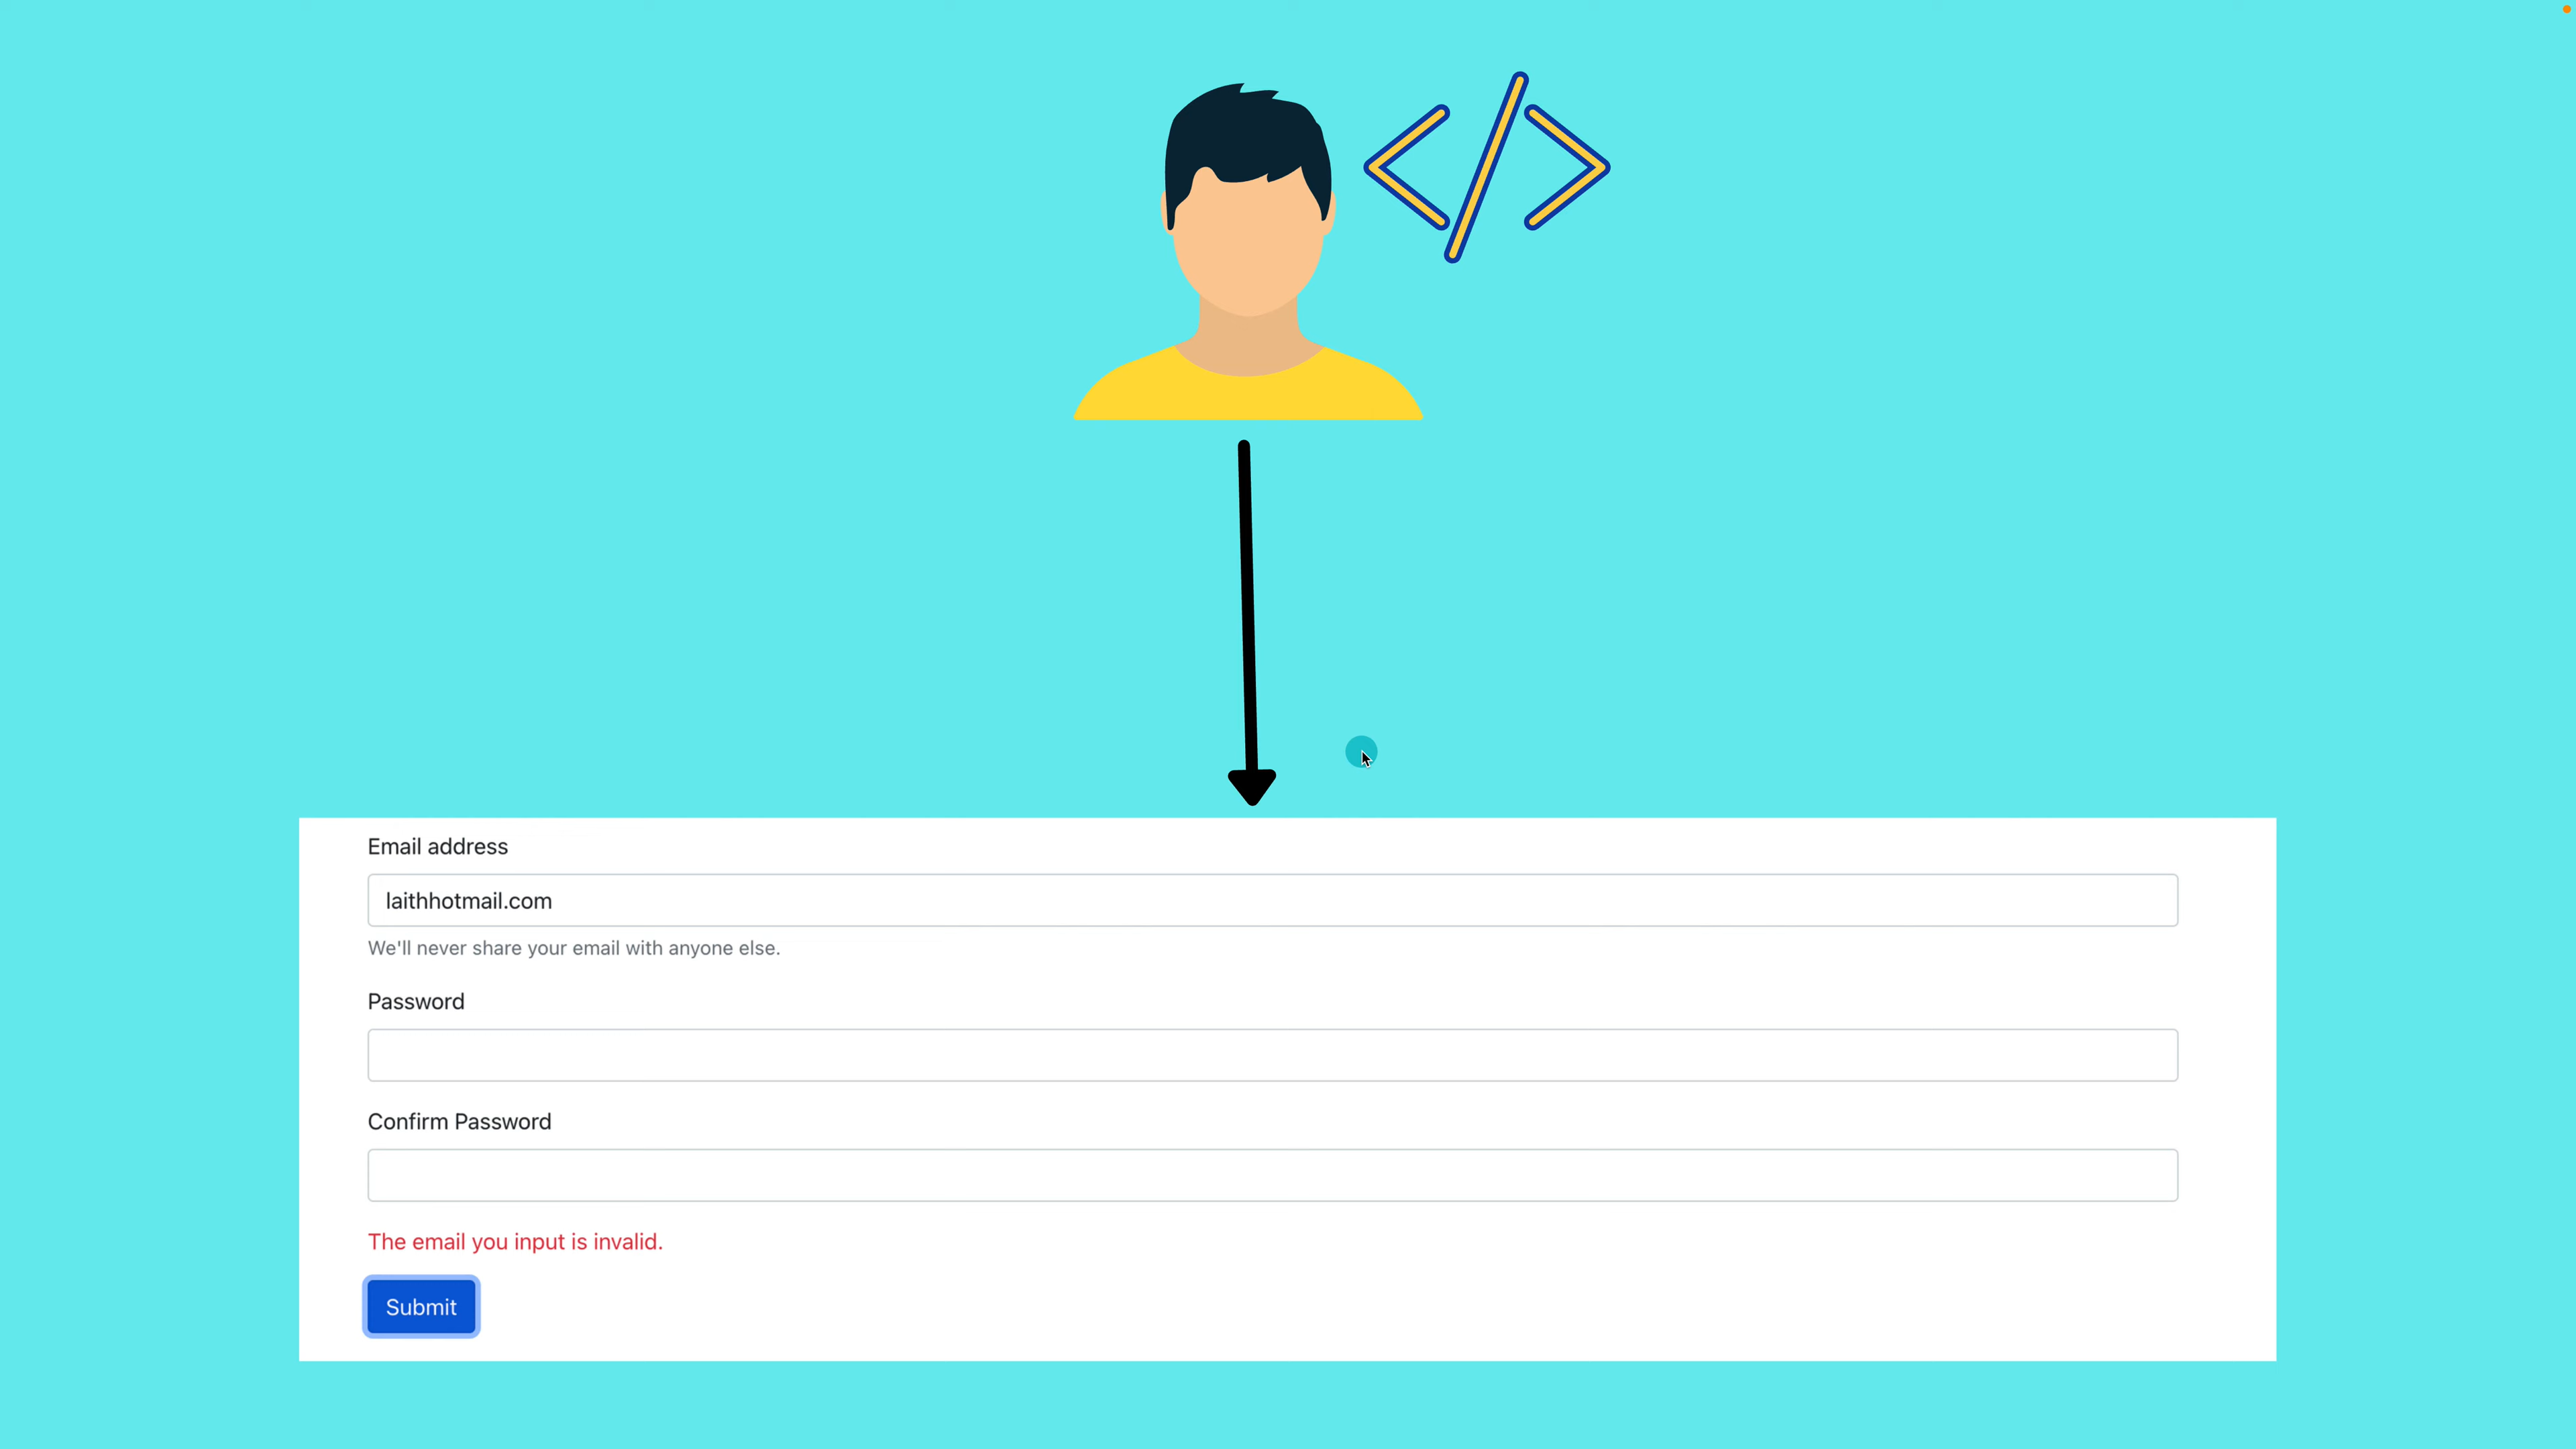 Email address
laithhotmail.com
We'll never share your email with anyone else.
Password
Confirm Password
The email you input is invalid.
Submit